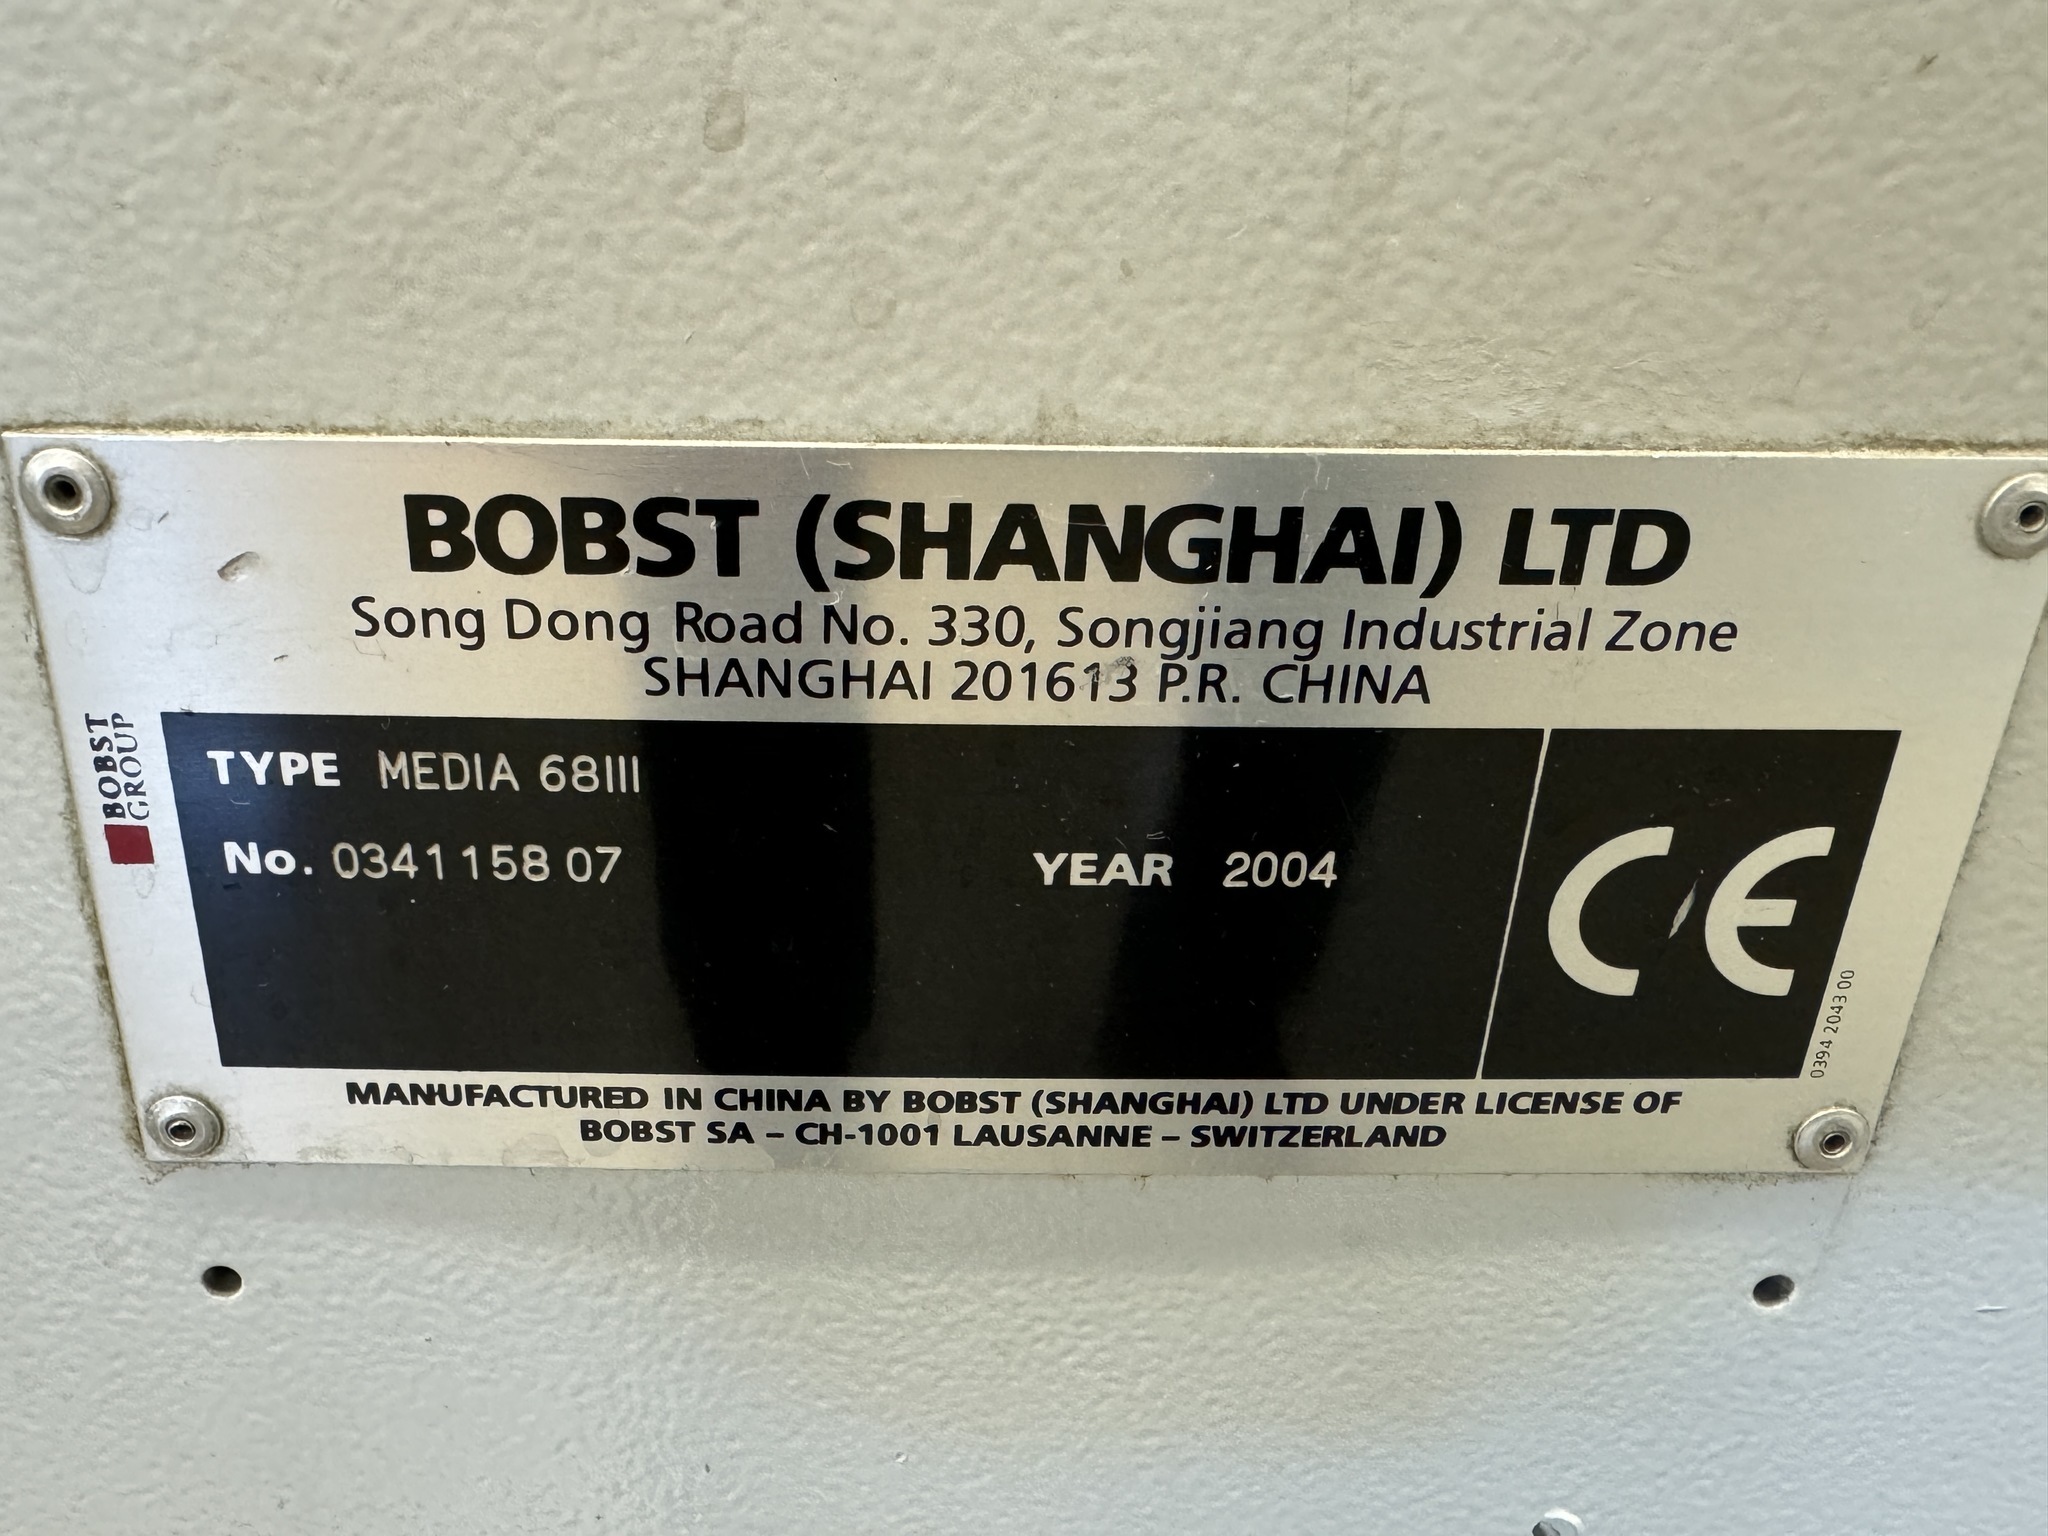 BOBST (SHANGHAI) LTD
Song Dong Road No. 330, Songjiang Industrial Zone
SHANGHAI 201613 P.R. CHINA
BOBST
GROUP
TYPE MEDIA 68III
No. 0341158 07
YEAR 2004
CE
0394 2043 00
MANUFACTURED IN CHINA BY BOBST (SHANGHAI) LTD UNDER LICENSE OF
BOBST SA – CH-1001 LAUSANNE – SWITZERLAND